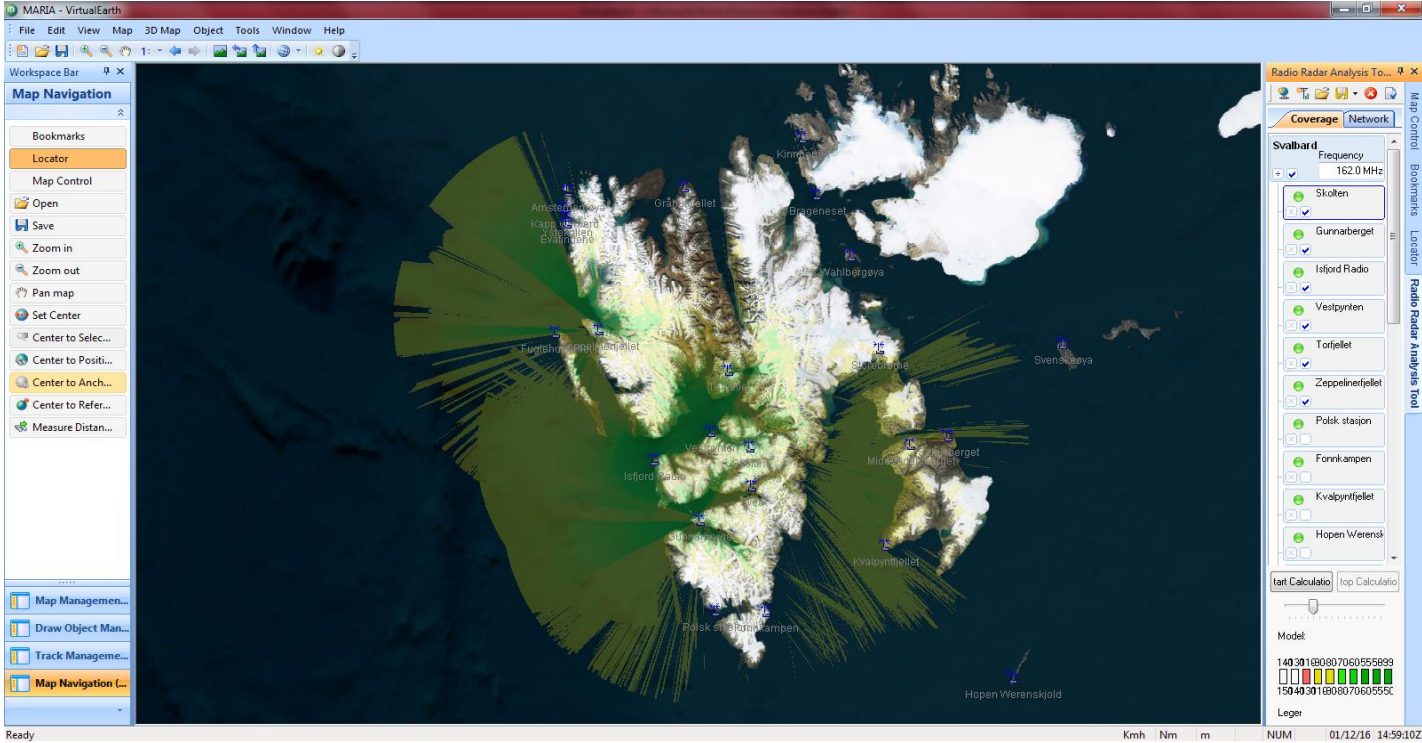 MARIA - VirtualEarth
File Edit View Map 3D Map Object Tools Window Help
1:
Workspace Bar
Map Navigation
Bookmarks
Locator
Map Control
Open
Save
Zoom in
Zoom out
Pan map
Set Center
Center to Selec...
Center to Positi...
Center to Anch...
Center to Refer...
Measure Distan...
Map Managemen...
Draw Object Man...
Track Manageme...
Map Navigation (...
Ready
Gråhuken
Brageneset
Wahlbergøya
Svenskøya
Isfjord Radio
Kvalpyntfjellet
Polsk
Hopen Werenskjold
Radio Radar Analysis To...
Coverage Network
Svalbard
Frequency
162.0 MHz
Skolten
Gunnarberget
Isfjord Radio
Vestpynten
Torfjellet
Zeppelinerfjellet
Polsk stasjon
Fonnkampen
Kvalpyntfjellet
Hopen Werensk
tart Calculatio top Calculatio
Model:
Leger
Map Control
Bookmarks
Locator
Radio Radar Analysis Tool
Kmh Nm m NUM 01/12/16 14:59:10Z